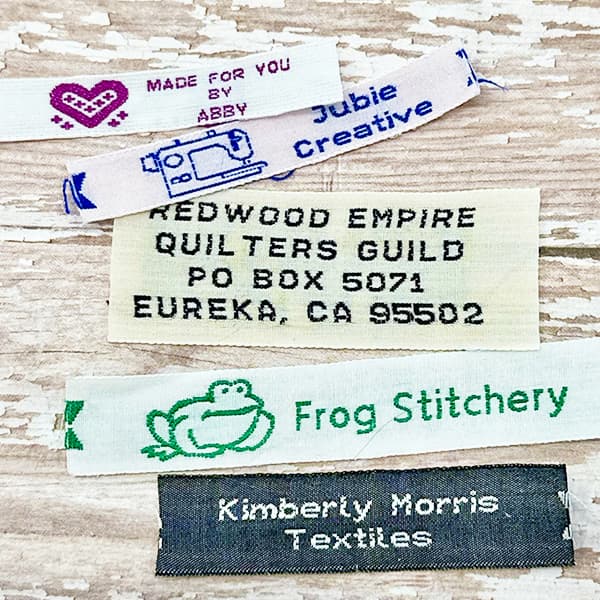 MADE FOR YOU
BY
ABBY
Jubie
Creative
REDWOOD EMPIRE
QUILTERS GUILD
PO BOX 5071
EUREKA, CA 95502
Frog Stitchery
Kimberly Morris
Textiles